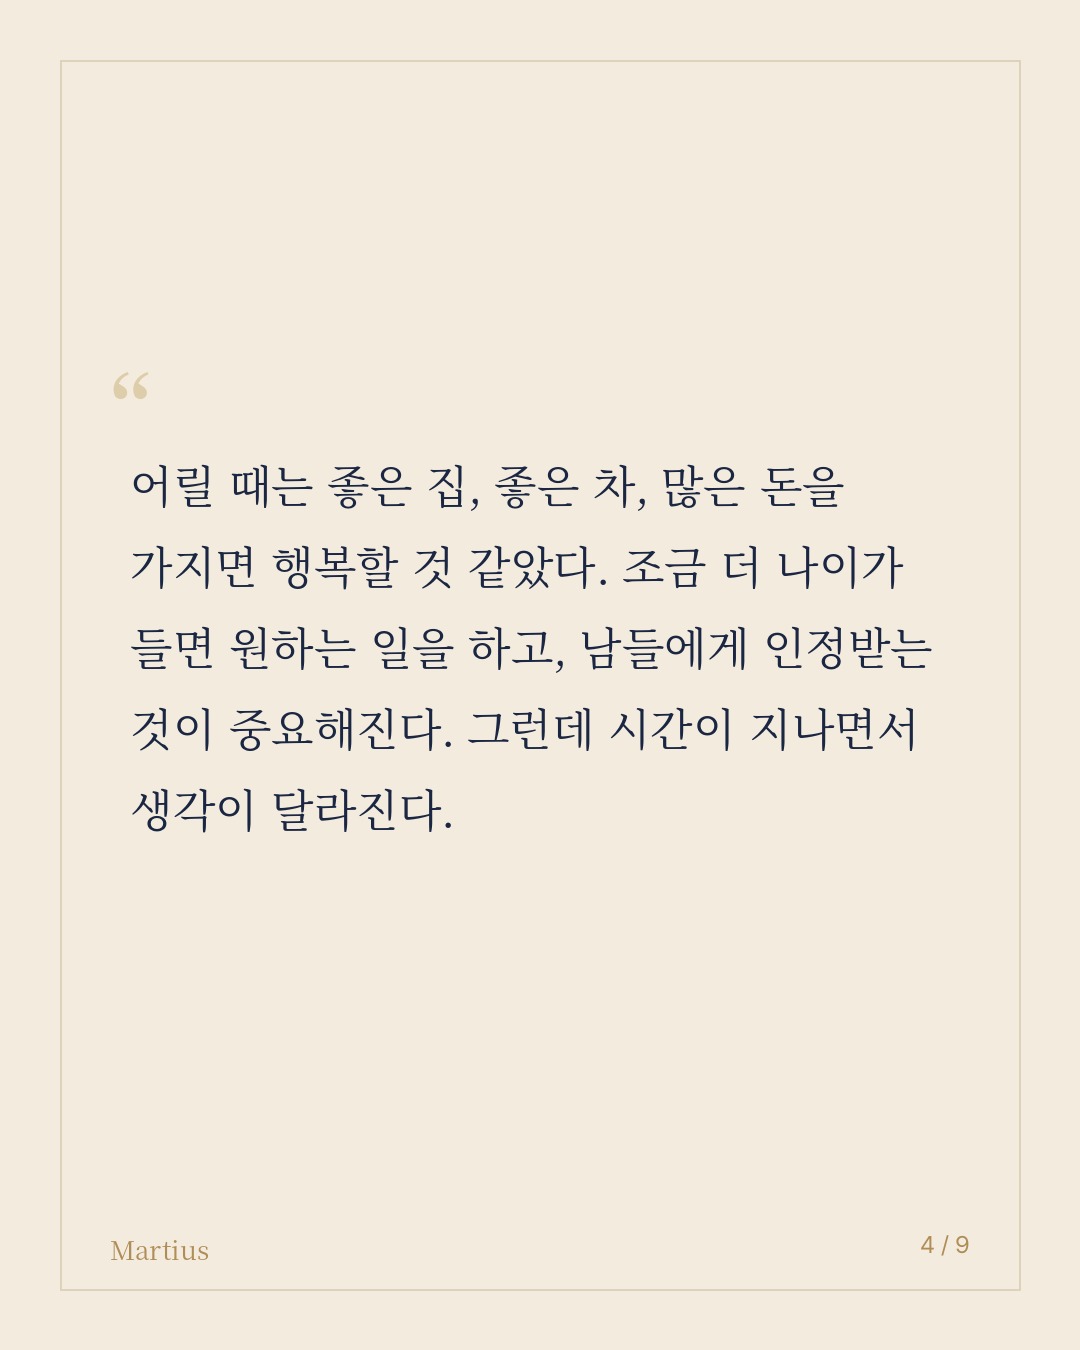 “
어릴 때는 좋은 집, 좋은 차, 많은 돈을
가지면 행복할 것 같았다. 조금 더 나이가
들면 원하는 일을 하고, 남들에게 인정받는
것이 중요해진다. 그런데 시간이 지나면서
생각이 달라진다.
Martius
4 / 9